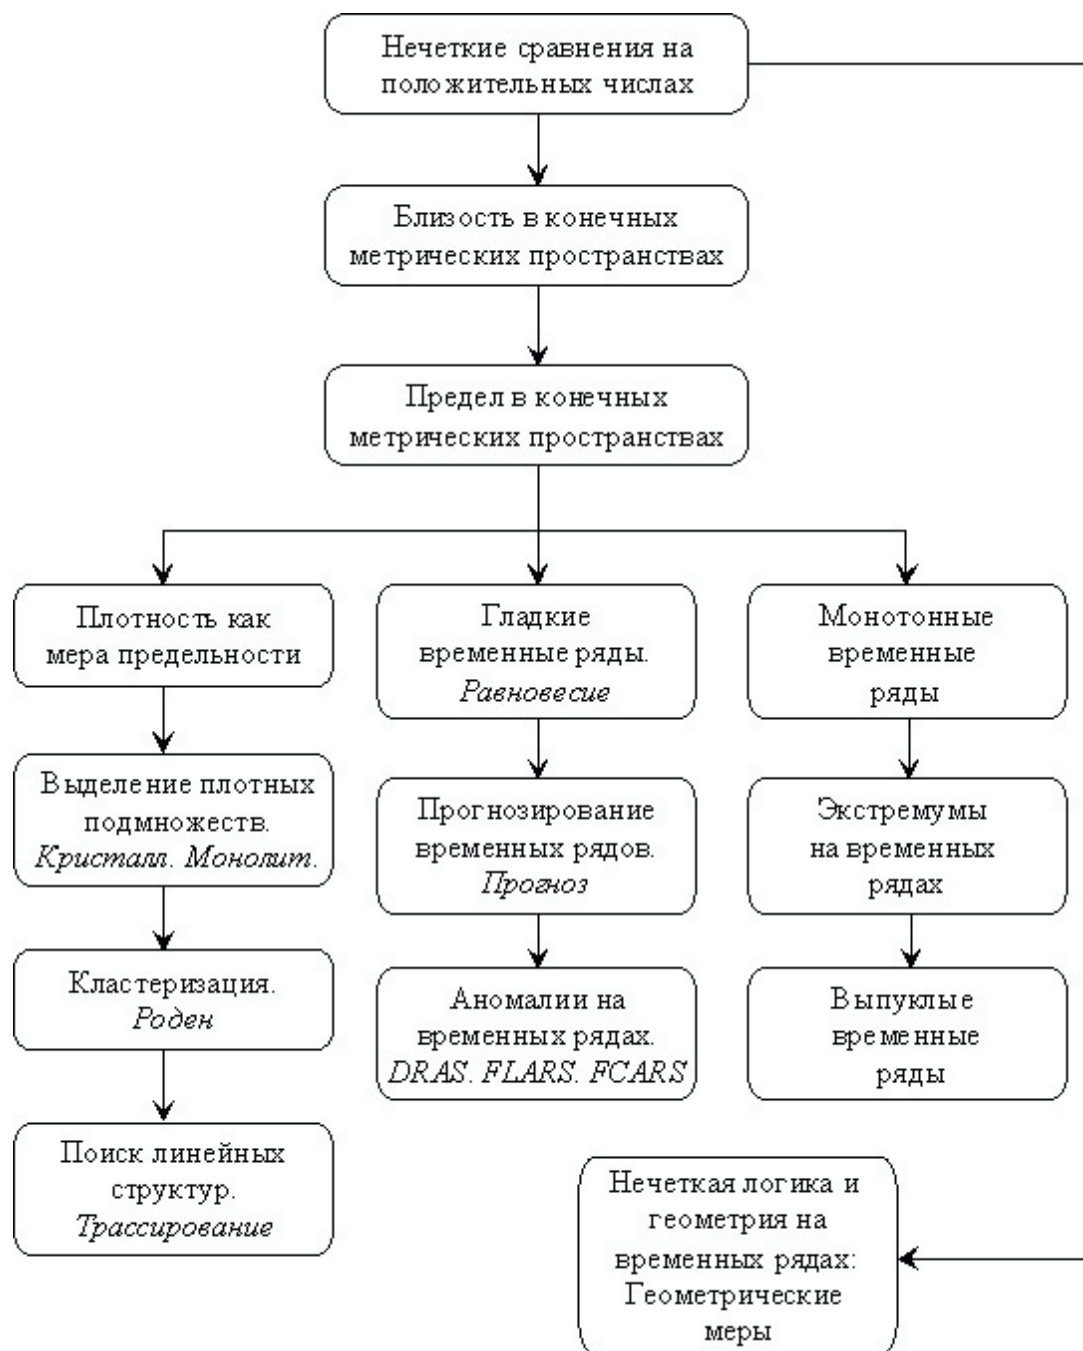 Нечеткие сравнения на
положительных числах
Близость в конечных
метрических пространствах
Предел в конечных
метрических пространствах
Плотность как
мера предельности
Гладкие
временные ряды.
Равновесие
Монотонные
временные
ряды
Выделение плотных
подмножеств.
Кристалл. Монолит.
Прогнозирование
временных рядов.
Прогноз
Экстремумы
на временных
рядах
Кластеризация.
Роден
Аномалии на
временных рядах.
DRAS. FLARS. FCARS
Выпуклые
временные
ряды
Поиск линейных
структур.
Трассирование
Нечеткая логика и
геометрия на
временных рядах:
Геометрические
меры